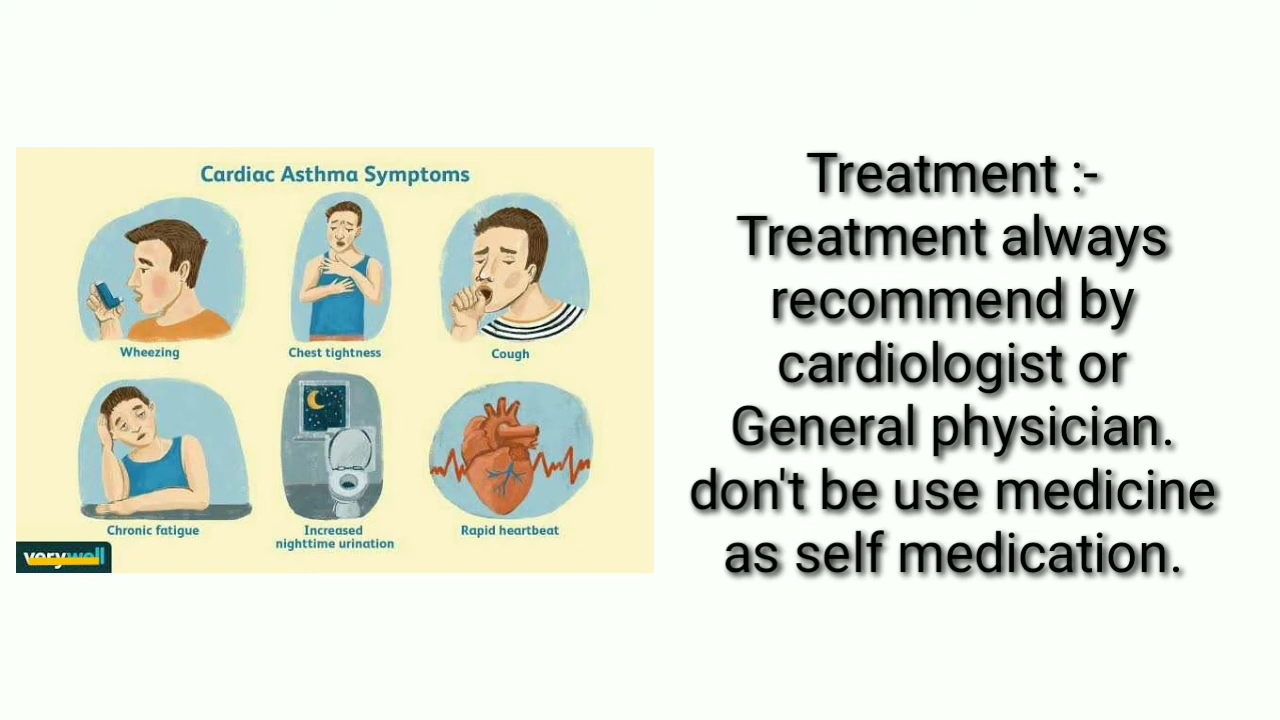 Cardiac Asthma Symptoms
Wheezing
Chest tightness
Cough
Chronic fatigue
Increased
nighttime urination
Rapid heartbeat
verywell
Treatment :-
Treatment always
recommend by
cardiologist or
General physician.
don't be use medicine
as self medication.